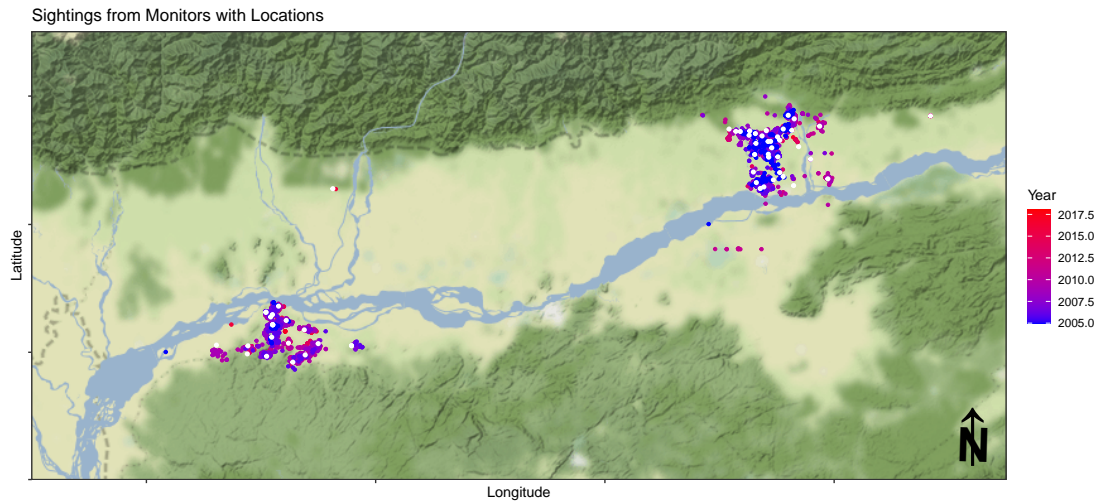 Sightings from Monitors with Locations
Latitude
Longitude
N
Year
2017.5
2015.0
2012.5
2010.0
2007.5
2005.0